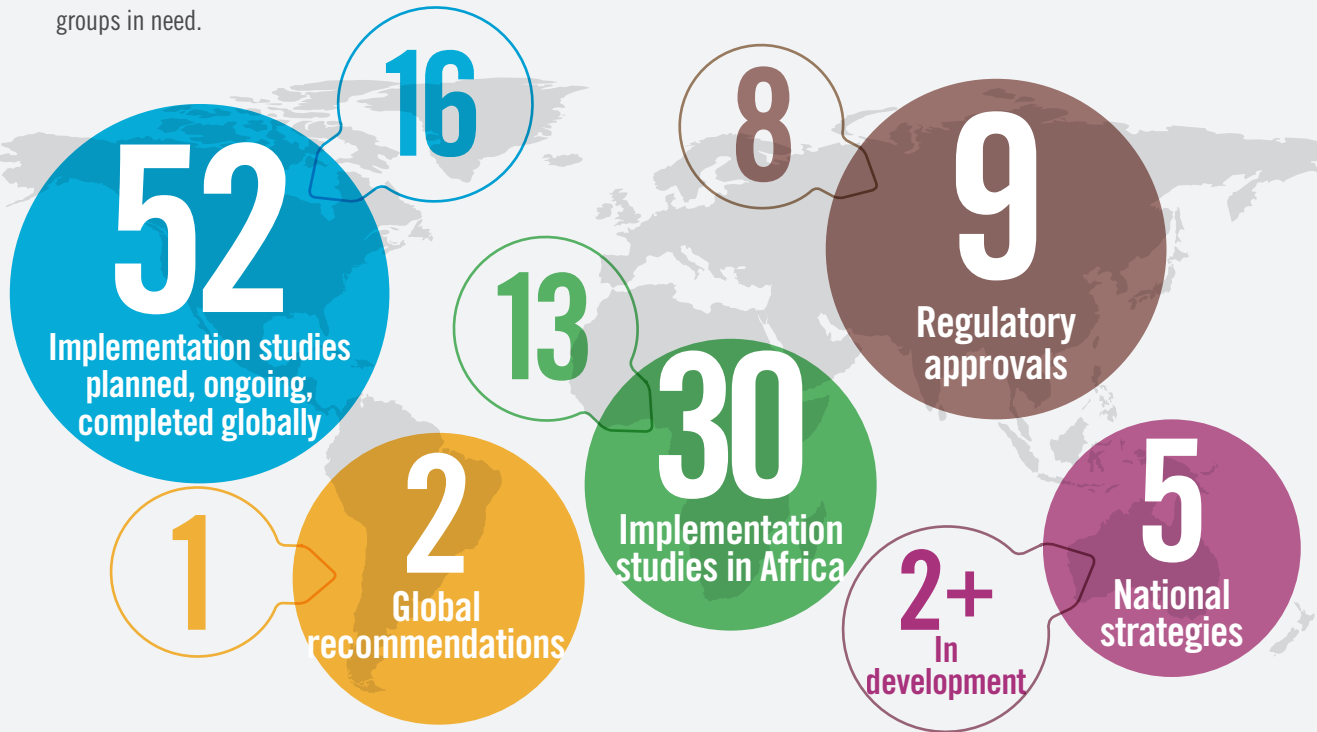 groups in need.
16
52
Implementation studies
planned, ongoing,
completed globally
8
9
Regulatory
approvals
13
30
Implementation
studies in Africa
1
2
Global
recommendations
2+
In
development
5
National
strategies